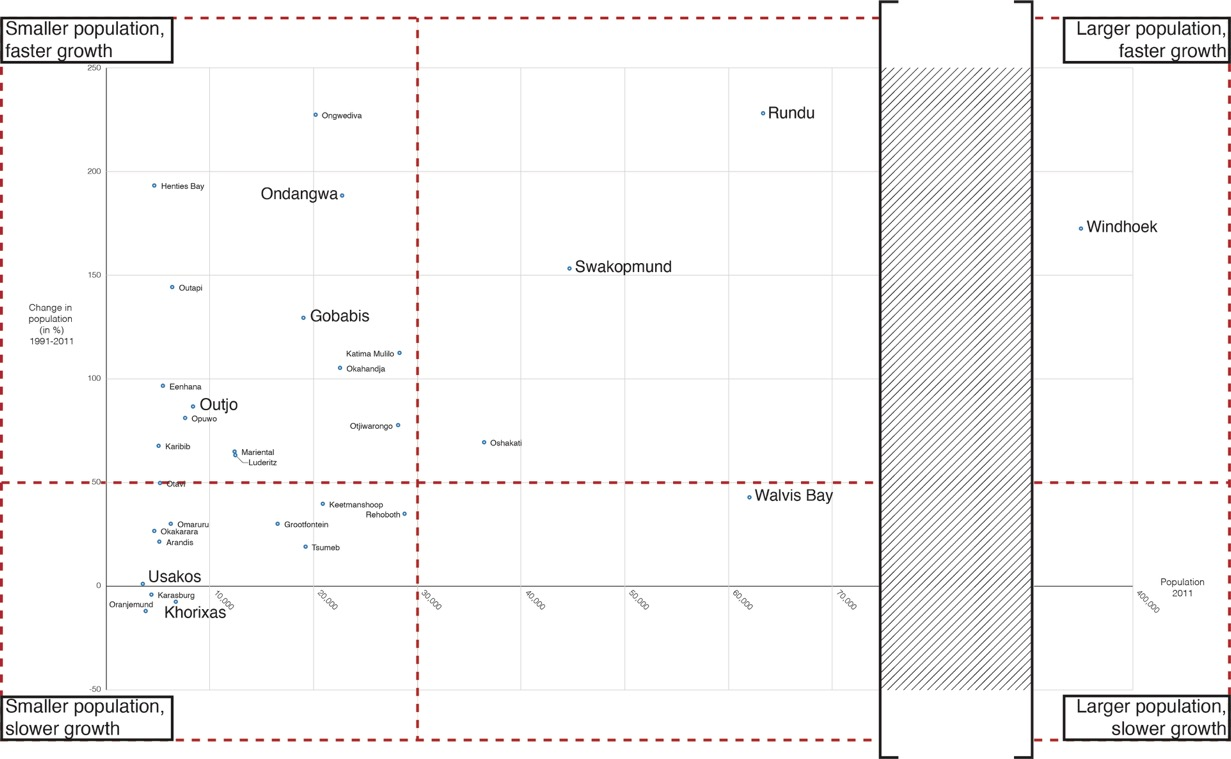 Smaller population,
faster growth
Larger population,
faster growth
250
Ongwediva
Rundu
200
Henties Bay
Ondangwa
Windhoek
150
Swakopmund
Outapi
Change in
population
(in %)
1991-2011
Gobabis
Katima Mulilo
Okahandja
100
Eenhana
Outjo
Opuwo
Otjiwarongo
Oshakati
Karibib
Mariental
Luderitz
50
Otavi
Walvis Bay
Keetmanshoop
Rehoboth
Omaruru
Grootfontein
Okakarara
Arandis
Tsumeb
Usakos
0
Population
2011
Karasburg
Oranjemund
Khorixas
10,000
20,000
30,000
40,000
50,000
60,000
70,000
400,000
-50
Smaller population,
slower growth
Larger population,
slower growth